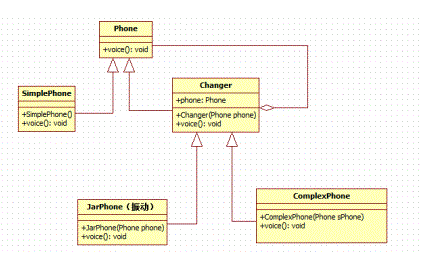 Phone
+voice(): void
SimplePhone
+SimplePhone()
+voice(): void
Changer
+phone: Phone
+Changer(Phone phone)
+voice(): void
JarPhone（振动）
+JarPhone(Phone phone)
+voice(): void
ComplexPhone
+ComplexPhone(Phone sPhone)
+voice(): void